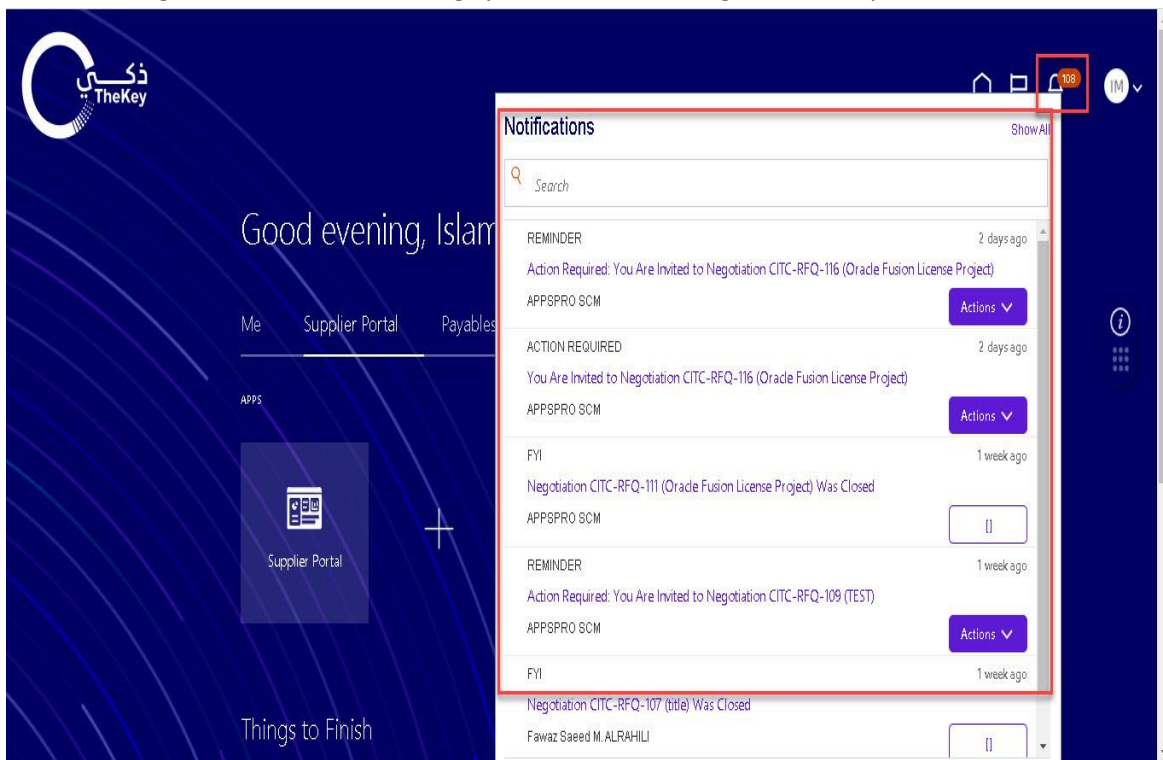 ذكي
TheKey
108
IM
Notifications
Show All
Search
Good evening, Islam
REMINDER
2 days ago
Action Required: You Are Invited to Negotiation CITC-RFQ-116 (Oracle Fusion License Project)
APPSPRO SCM
Actions
Me Supplier Portal Payables
ACTION REQUIRED
2 days ago
You Are Invited to Negotiation CITC-RFQ-116 (Oracle Fusion License Project)
APPSPRO SCM
Actions
APPS
FYI
1 week ago
Negotiation CITC-RFQ-111 (Oracle Fusion License Project) Was Closed
APPSPRO SCM
[]
Supplier Portal
REMINDER
1 week ago
Action Required: You Are Invited to Negotiation CITC-RFQ-109 (TEST)
APPSPRO SCM
Actions
FYI
1 week ago
Negotiation CITC-RFQ-107 (title) Was Closed
Fawaz Saeed M. ALRAHILI
[]
Things to Finish